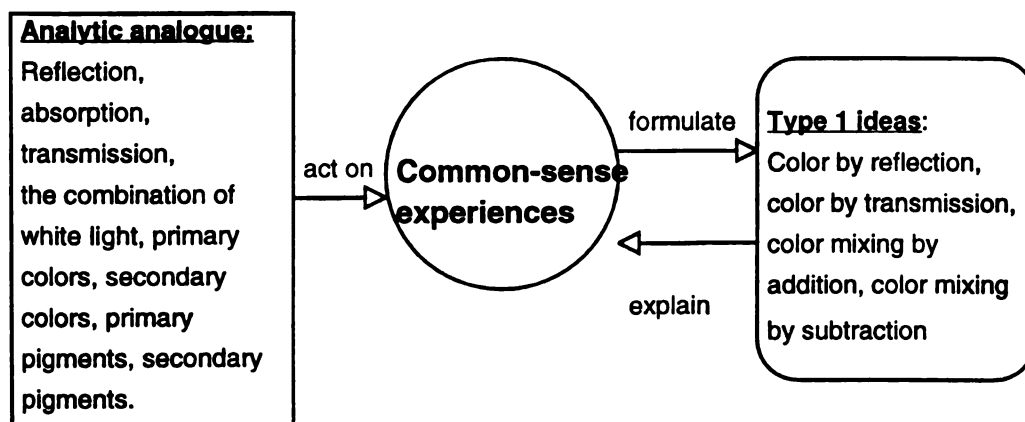 Analytic analogue:
Reflection,
absorption,
transmission,
the combination of
white light, primary
colors, secondary
colors, primary
pigments, secondary
pigments.
act on
Common-sense
experiences
formulate
explain
Type 1 ideas:
Color by reflection,
color by transmission,
color mixing by
addition, color mixing
by subtraction